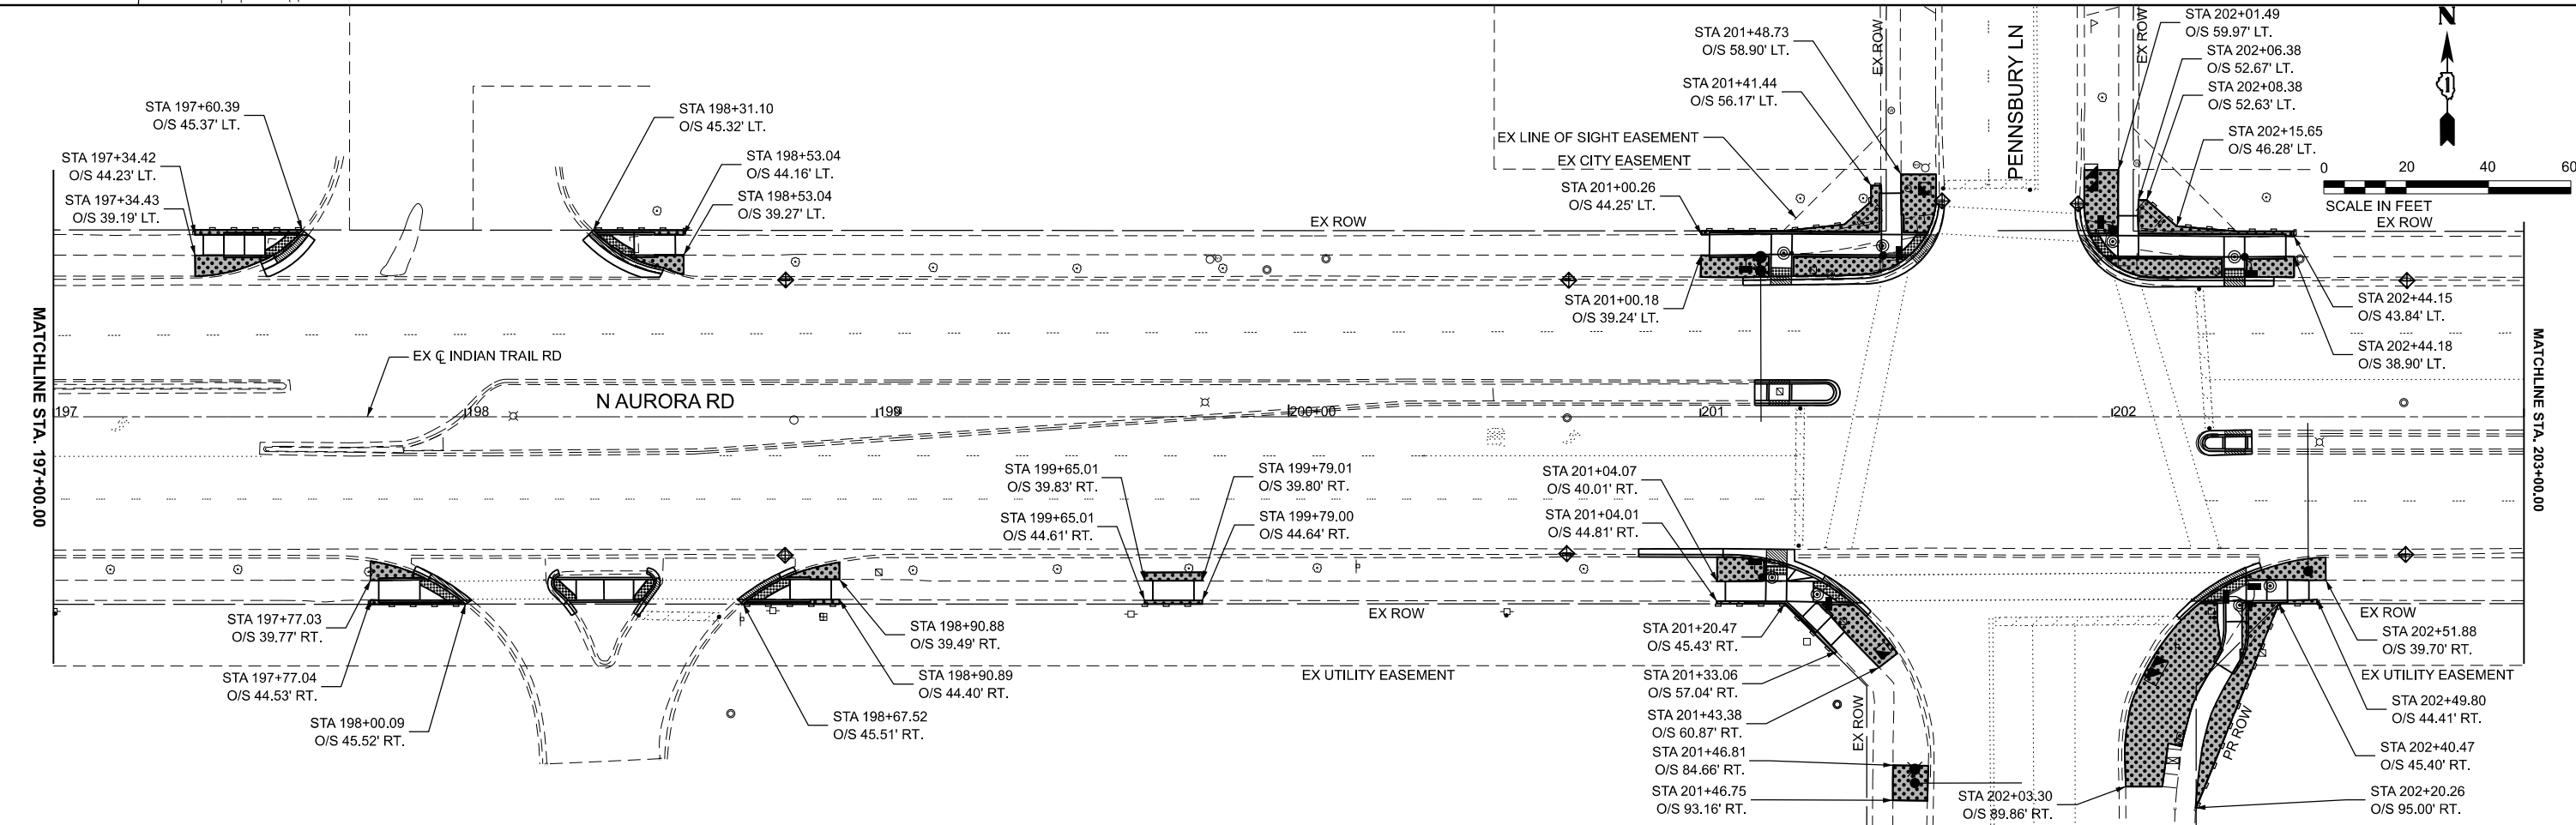 STA 197+60.39
O/S 45.37' LT.
STA 197+34.42
O/S 44.23' LT.
STA 197+34.43
O/S 39.19' LT.
STA 198+31.10
O/S 45.32' LT.
STA 198+53.04
O/S 44.16' LT.
STA 198+53.04
O/S 39.27' LT.
EX ROW
STA 201+48.73
O/S 58.90' LT.
STA 201+41.44
O/S 56.17' LT.
EX LINE OF SIGHT EASEMENT
EX CITY EASEMENT
STA 201+00.26
O/S 44.25' LT.
STA 201+00.18
O/S 39.24' LT.
EX ROW
PENNSBURY LN
EX ROW
STA 202+01.49
O/S 59.97' LT.
STA 202+06.38
O/S 52.67' LT.
STA 202+08.38
O/S 52.63' LT.
STA 202+15.65
O/S 46.28' LT.
N
1
0 20 40 60
SCALE IN FEET
EX ROW
STA 202+44.15
O/S 43.84' LT.
STA 202+44.18
O/S 38.90' LT.
MATCHLINE STA. 197+00.00
EX ℄ INDIAN TRAIL RD
N AURORA RD
197
198
199
200+00
201
202
MATCHLINE STA. 203+00.00
STA 199+65.01
O/S 39.83' RT.
STA 199+65.01
O/S 44.61' RT.
STA 199+79.01
O/S 39.80' RT.
STA 199+79.00
O/S 44.64' RT.
STA 201+04.07
O/S 40.01' RT.
STA 201+04.01
O/S 44.81' RT.
STA 197+77.03
O/S 39.77' RT.
STA 197+77.04
O/S 44.53' RT.
STA 198+00.09
O/S 45.52' RT.
STA 198+90.88
O/S 39.49' RT.
STA 198+90.89
O/S 44.40' RT.
STA 198+67.52
O/S 45.51' RT.
EX ROW
EX UTILITY EASEMENT
STA 201+20.47
O/S 45.43' RT.
STA 201+33.06
O/S 57.04' RT.
STA 201+43.38
O/S 60.87' RT.
STA 201+46.81
O/S 84.66' RT.
STA 201+46.75
O/S 93.16' RT.
EX ROW
STA 202+03.30
O/S 89.86' RT.
PR ROW
EX ROW
STA 202+51.88
O/S 39.70' RT.
EX UTILITY EASEMENT
STA 202+49.80
O/S 44.41' RT.
STA 202+40.47
O/S 45.40' RT.
STA 202+20.26
O/S 95.00' RT.